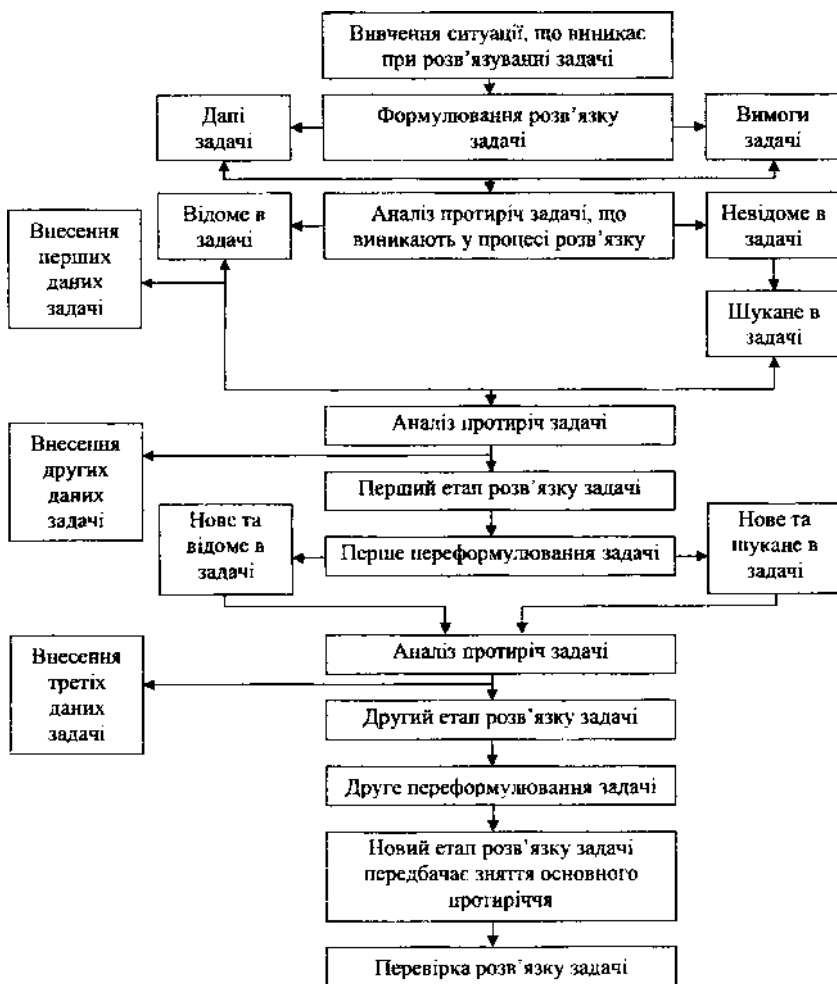 Вивчення ситуації, що виникає
при розв’язуванні задачі
Дапі
задачі
Формулювання розв’язку
задачі
Вимоги
задачі
Внесення
перших
даних
задачі
Відоме в
задачі
Аналіз протиріч задачі, що
виникають у процесі розв’язку
Невідоме в
задачі
Шукане в
задачі
Аналіз протиріч задачі
Внесення
других
даних
задачі
Перший етап розв’язку задачі
Нове та
відоме в
задачі
Перше переформулювання задачі
Нове та
шукане в
задачі
Аналіз протиріч задачі
Внесення
третіх
даних
задачі
Другий етап розв’язку задачі
Друге переформулювання задачі
Новий етап розв’язку задачі
передбачає зняття основного
протиріччя
Перевірка розв’язку задачі